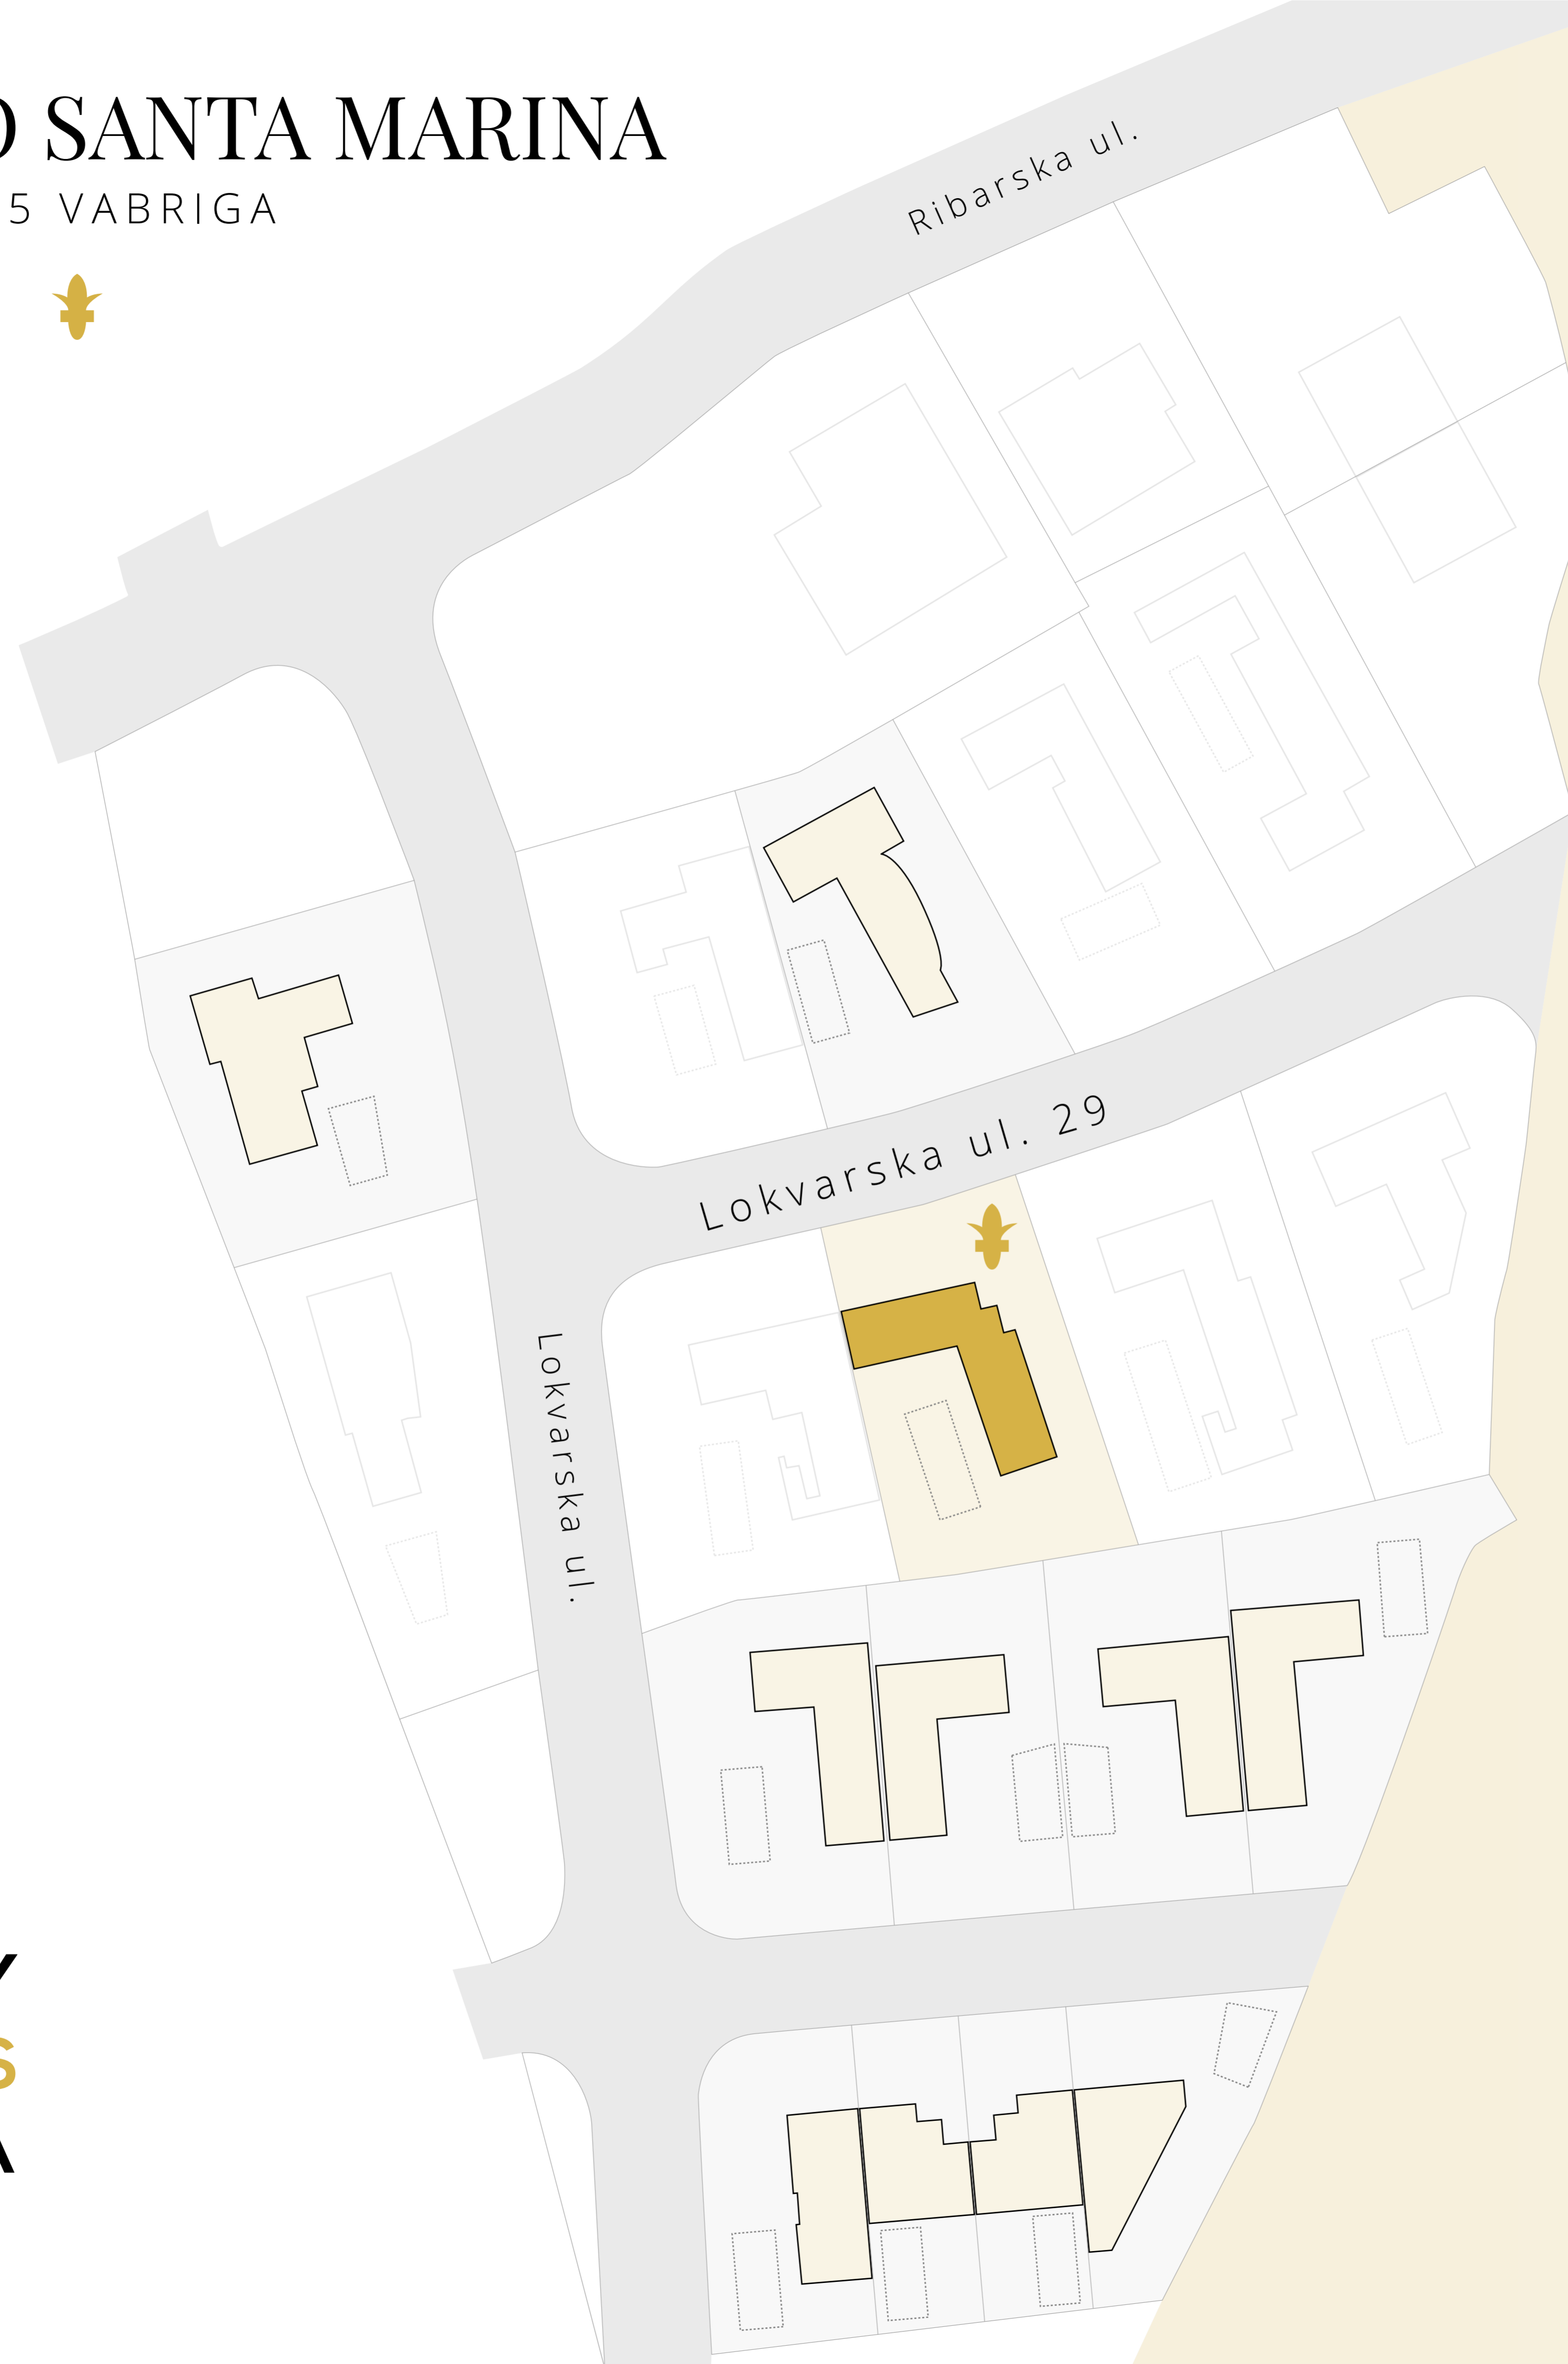 SANTA MARINA
5 VABRIGA
Ribarska ul.
Lokvarska ul. 29
Lokvarska ul.